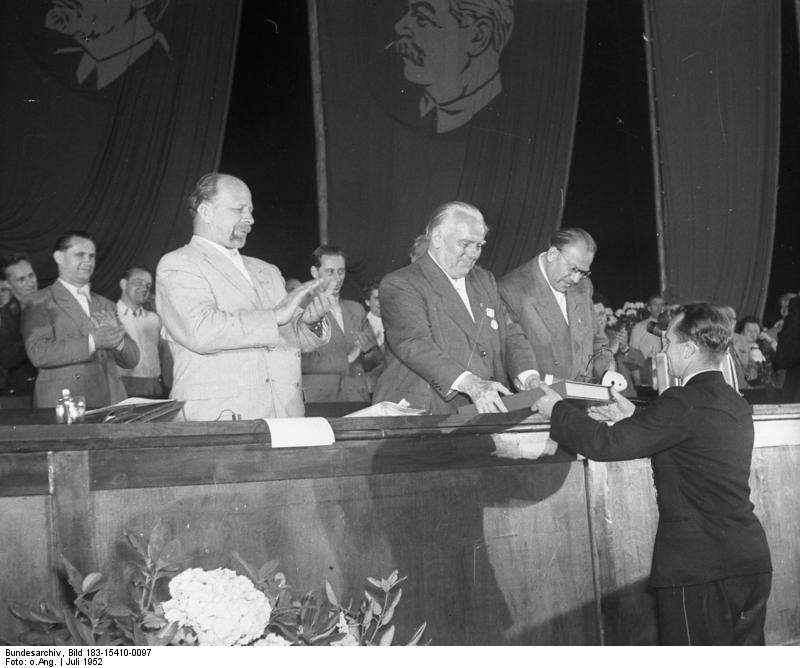 Bundesarchiv, Bild 183-15410-0097
Foto: o.Ang. | Juli 1952